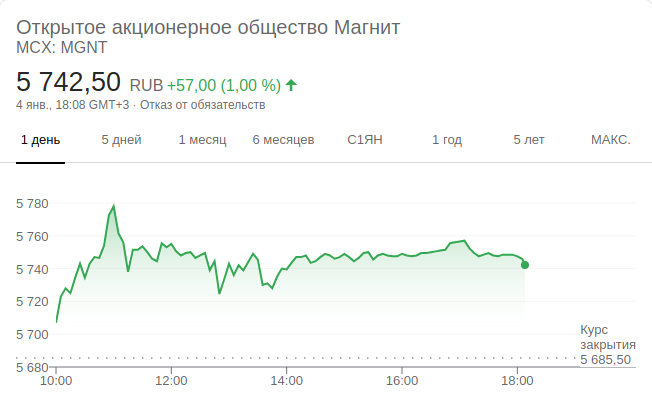 Открытое акционерное общество Магнит
MCX: MGNT
5 742,50 RUB +57,00 (1,00 %)
4 янв., 18:08 GMT+3 · Отказ от обязательств
1 день 5 дней 1 месяц 6 месяцев С1ЯН 1 год 5 лет МАКС.
5 780
5 760
5 740
5 720
5 700
Курс
закрытия
5 685,50
5 680
10:00 12:00 14:00 16:00 18:00